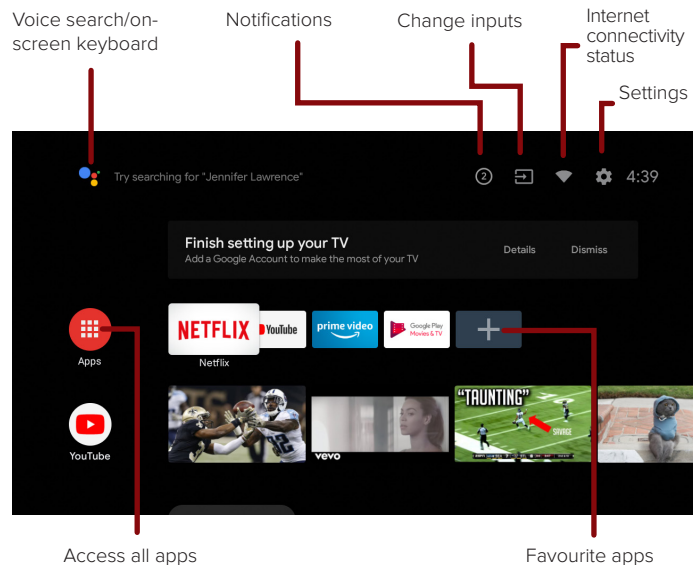 Voice search/on-
screen keyboard
Notifications
Change inputs
Internet
connectivity
status
Settings
Try searching for "Jennifer Lawrence"
2
4:39
Finish setting up your TV
Add a Google Account to make the most of your TV
Details
Dismiss
NETFLIX
YouTube
prime video
Google Play
Movies & TV
Apps
Netflix
"TAUNTING"
SAVAGE
82
vevo
YouTube
Access all apps
Favourite apps